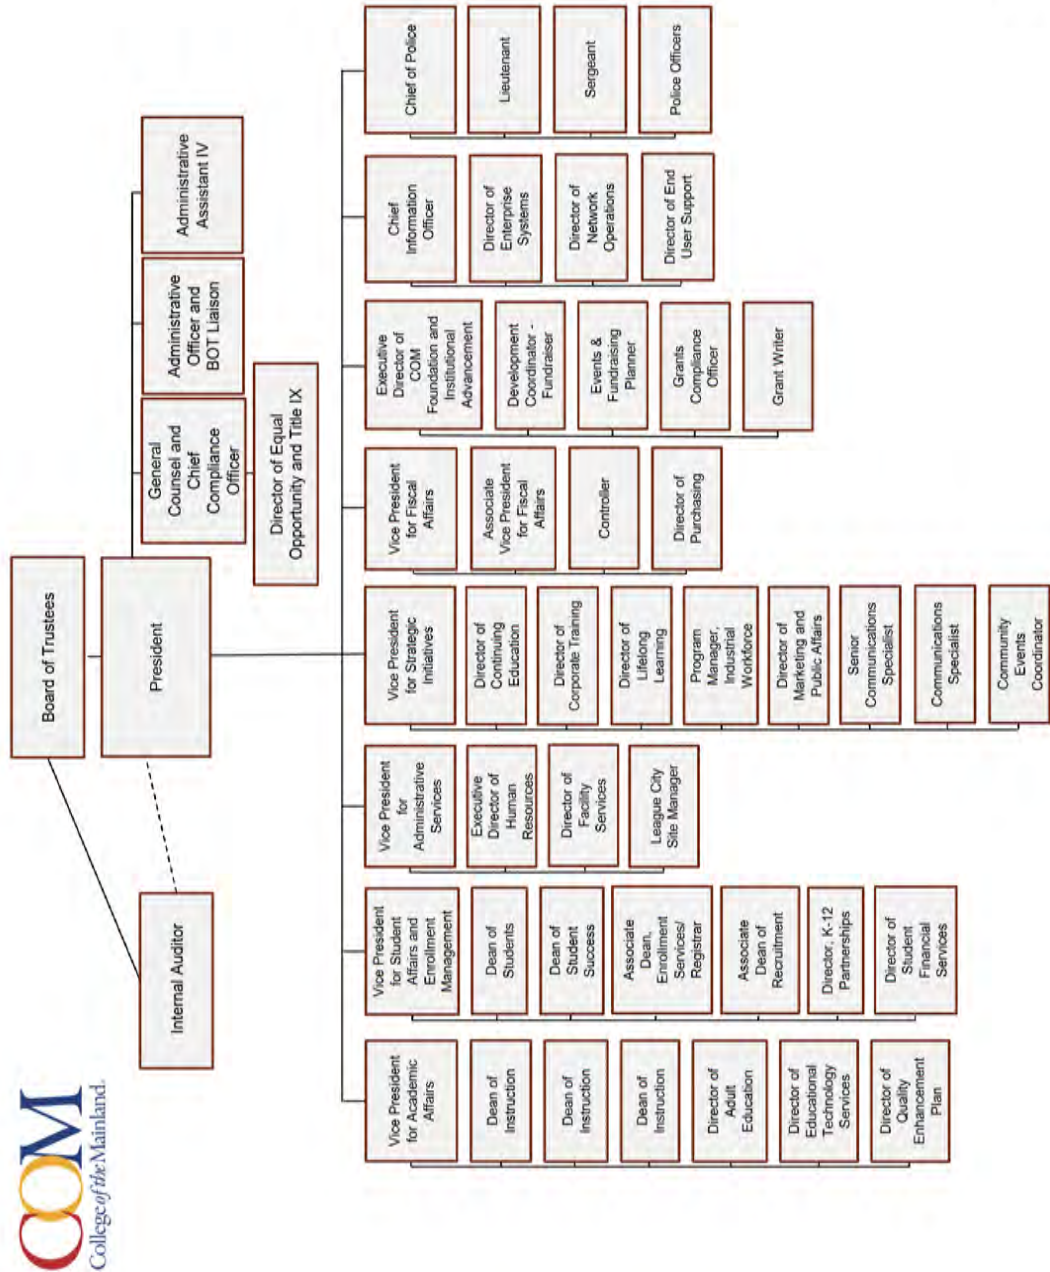 COM
College of the Mainland.
Board of Trustees
President
Internal Auditor
General
Counsel and
Chief
Compliance
Officer
Administrative
Officer and
BOT Liaison
Administrative
Assistant IV
Director of Equal
Opportunity and Title IX
Vice President
for Academic
Affairs
Dean of
Instruction
Dean of
Instruction
Dean of
Instruction
Director of
Adult
Education
Director of
Educational
Technology
Services
Director of
Quality
Enhancement
Plan
Vice President
for Student
Affairs and
Enrollment
Management
Dean of
Students
Dean of
Student
Success
Associate
Dean,
Enrollment
Services/
Registrar
Associate
Dean of
Recruitment
Director, K-12
Partnerships
Director of
Student
Financial
Services
Vice President
for
Administrative
Services
Executive
Director of
Human
Resources
Director of
Facility
Services
League City
Site Manager
Vice President
for Strategic
Initiatives
Director of
Continuing
Education
Director of
Corporate Training
Director of
Lifelong
Learning
Program
Manager,
Industrial
Workforce
Director of
Marketing and
Public Affairs
Senior
Communications
Specialist
Communications
Specialist
Community
Events
Coordinator
Vice President
for Fiscal
Affairs
Associate
Vice President
for Fiscal
Affairs
Controller
Director of
Purchasing
Executive
Director of
COM
Foundation and
Institutional
Advancement
Development
Coordinator -
Fundraiser
Events &
Fundraising
Planner
Grants
Compliance
Officer
Grant Writer
Chief
Information
Officer
Director of
Enterprise
Systems
Director of
Network
Operations
Director of End
User Support
Chief of Police
Lieutenant
Sergeant
Police Officers